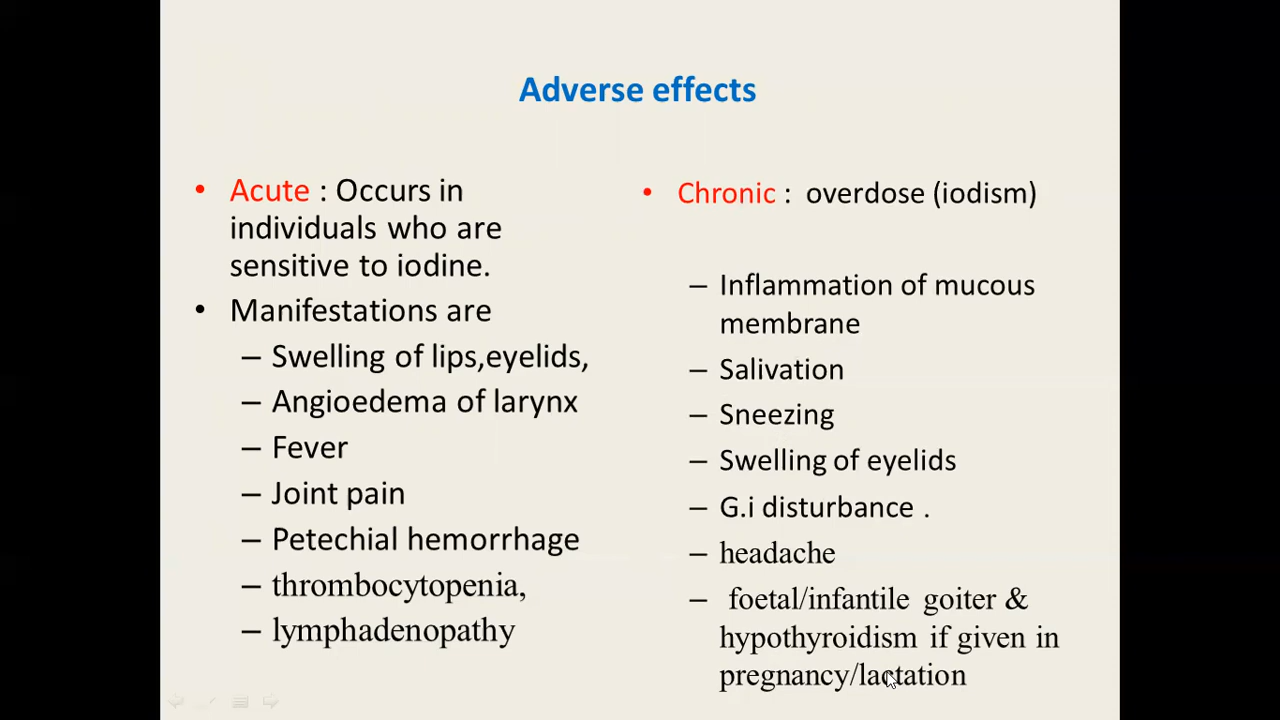 Adverse effects
• Acute : Occurs in
individuals who are
sensitive to iodine.
• Manifestations are
– Swelling of lips,eyelids,
– Angioedema of larynx
– Fever
– Joint pain
– Petechial hemorrhage
– thrombocytopenia,
– lymphadenopathy
• Chronic : overdose (iodism)
– Inflammation of mucous
membrane
– Salivation
– Sneezing
– Swelling of eyelids
– G.i disturbance .
– headache
– foetal/infantile goiter &
hypothyroidism if given in
pregnancy/lactation